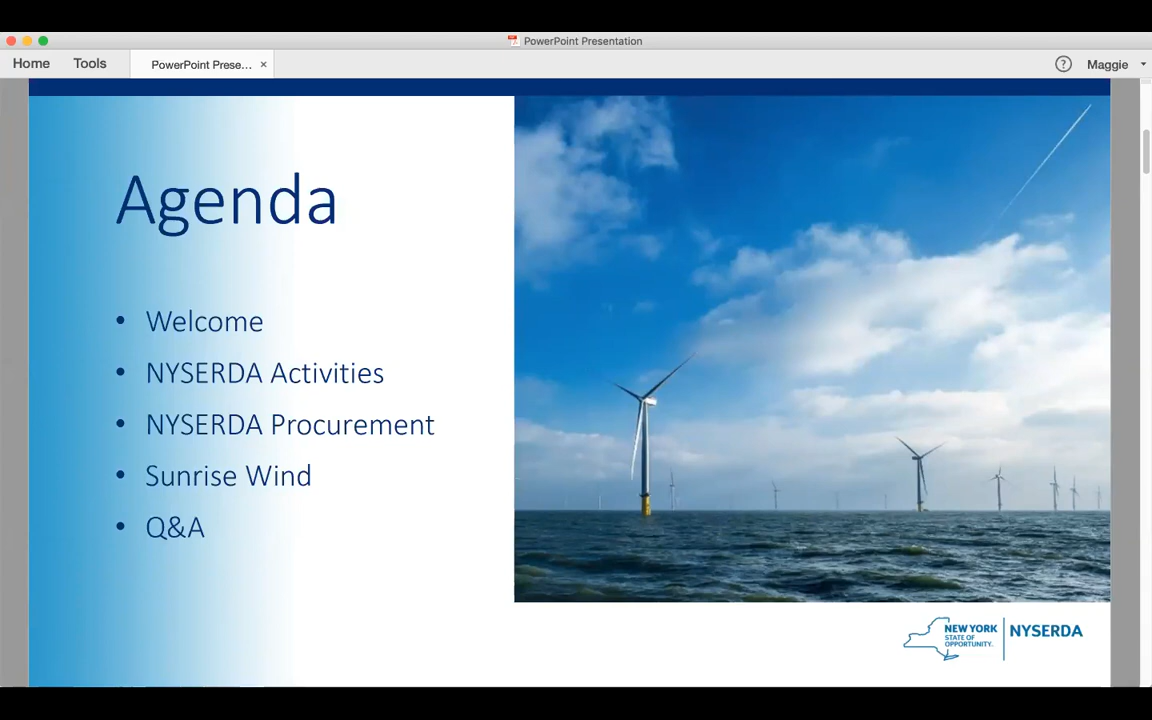 PowerPoint Presentation
Home Tools PowerPoint Prese... × ? Maggie
Agenda
• Welcome
• NYSERDA Activities
• NYSERDA Procurement
• Sunrise Wind
• Q&A
NEW YORK
STATE OF
OPPORTUNITY.
NYSERDA